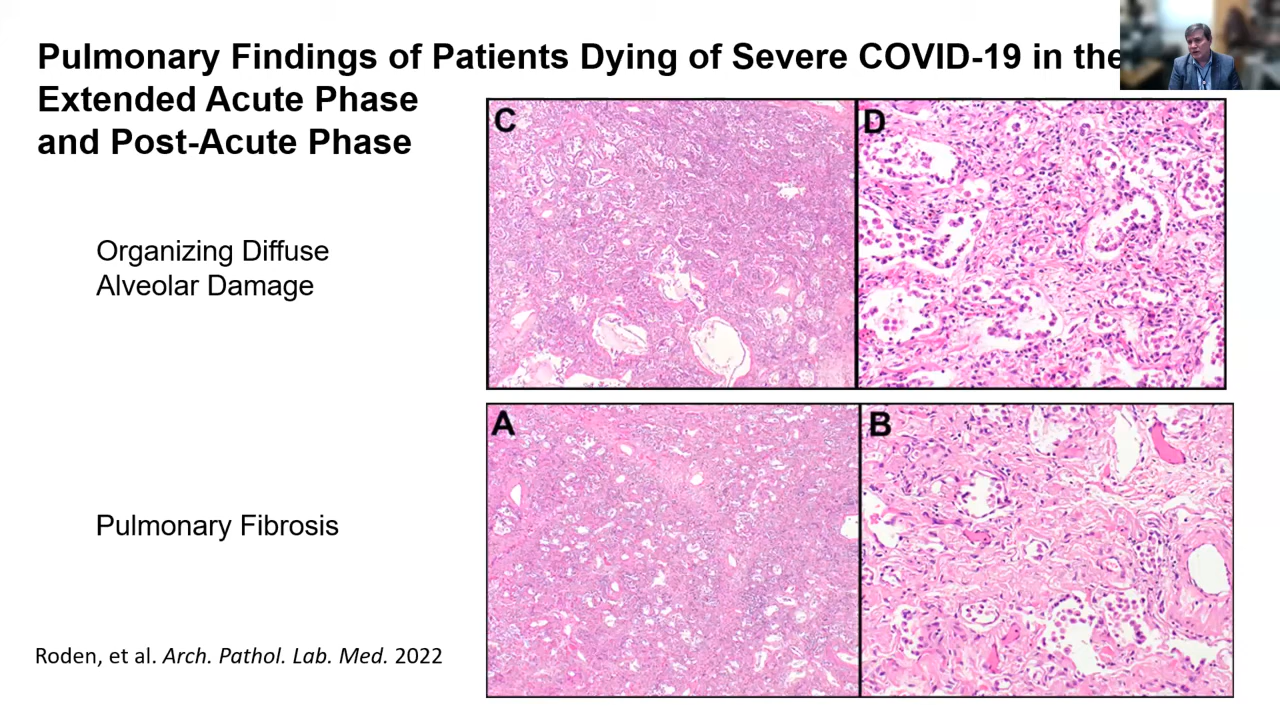 Pulmonary Findings of Patients Dying of Severe COVID-19 in the
Extended Acute Phase
and Post-Acute Phase
C
D
Organizing Diffuse
Alveolar Damage
A
B
Pulmonary Fibrosis
Roden, et al. Arch. Pathol. Lab. Med. 2022